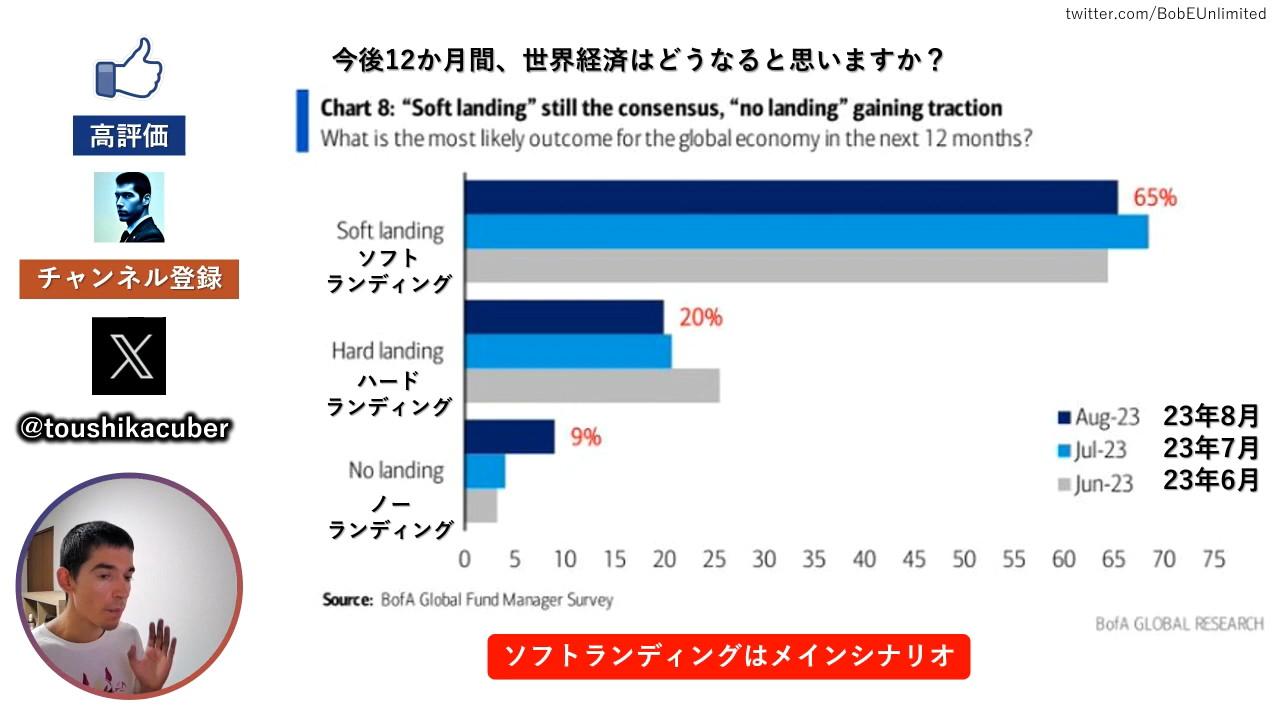 twitter.com/BobEUnlimited
今後12か月間、世界経済はどうなると思いますか？
高評価
チャンネル登録
@toushikacuber
Chart 8: “Soft landing” still the consensus, “no landing” gaining traction
What is the most likely outcome for the global economy in the next 12 months?
65%
Soft landing
ソフト
ランディング
20%
Hard landing
ハード
ランディング
9%
No landing
ノー
ランディング
Aug-23 23年8月
Jul-23 23年7月
Jun-23 23年6月
0 5 10 15 20 25 30 35 40 45 50 55 60 65 70 75
Source: BofA Global Fund Manager Survey
BofA GLOBAL RESEARCH
ソフトランディングはメインシナリオ